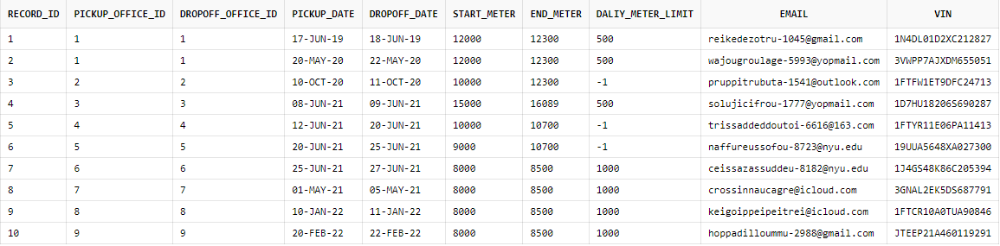 RECORD_ID PICKUP_OFFICE_ID DROPOFF_OFFICE_ID PICKUP_DATE DROPOFF_DATE START_METER END_METER DALIY_METER_LIMIT EMAIL VIN
1 1 1 17-JUN-19 18-JUN-19 12000 12300 500 reikedezotru-1045@gmail.com 1N4DL01D2XC212827
2 1 1 20-MAY-20 22-MAY-20 12000 12300 500 wajougroulage-5993@yopmail.com 3VWPP7AJXDM655051
3 2 2 10-OCT-20 11-OCT-20 10000 12300 -1 pruppitrubuta-1541@outlook.com 1FTFW1ET9DFC24713
4 3 3 08-JUN-21 09-JUN-21 15000 16089 500 solujicifrou-1777@yopmail.com 1D7HU18206S690287
5 4 4 12-JUN-21 20-JUN-21 10000 10700 -1 trissaddeddoutoi-6616@163.com 1FTYR11E06PA11413
6 5 5 20-JUN-21 25-JUN-21 9000 10700 -1 naffureussofou-8723@nyu.edu 19UUA5648XA027300
7 6 6 25-JUN-21 27-JUN-21 8000 8500 1000 ceissazassuddeu-8182@nyu.edu 1J4GS48K86C205394
8 7 7 01-MAY-21 05-MAY-21 8000 8500 1000 crossinnaucagre@icloud.com 3GNAL2EK5DS687791
9 8 8 10-JAN-22 11-JAN-22 8000 8500 1000 keigoippeipeitrei@icloud.com 1FTCR10A0TUA90846
10 9 9 20-FEB-22 22-FEB-22 8000 8500 1000 hoppadilloummu-2988@gmail.com JTEEP21A460119291